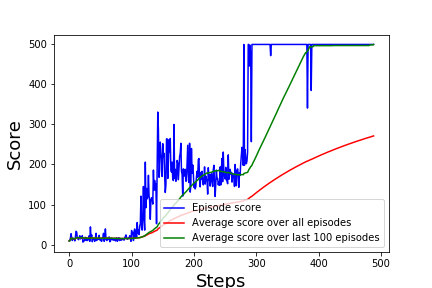 500
400
300
200
100
0
Score
Episode score
Average score over all episodes
Average score over last 100 episodes
0 100 200 300 400 500
Steps